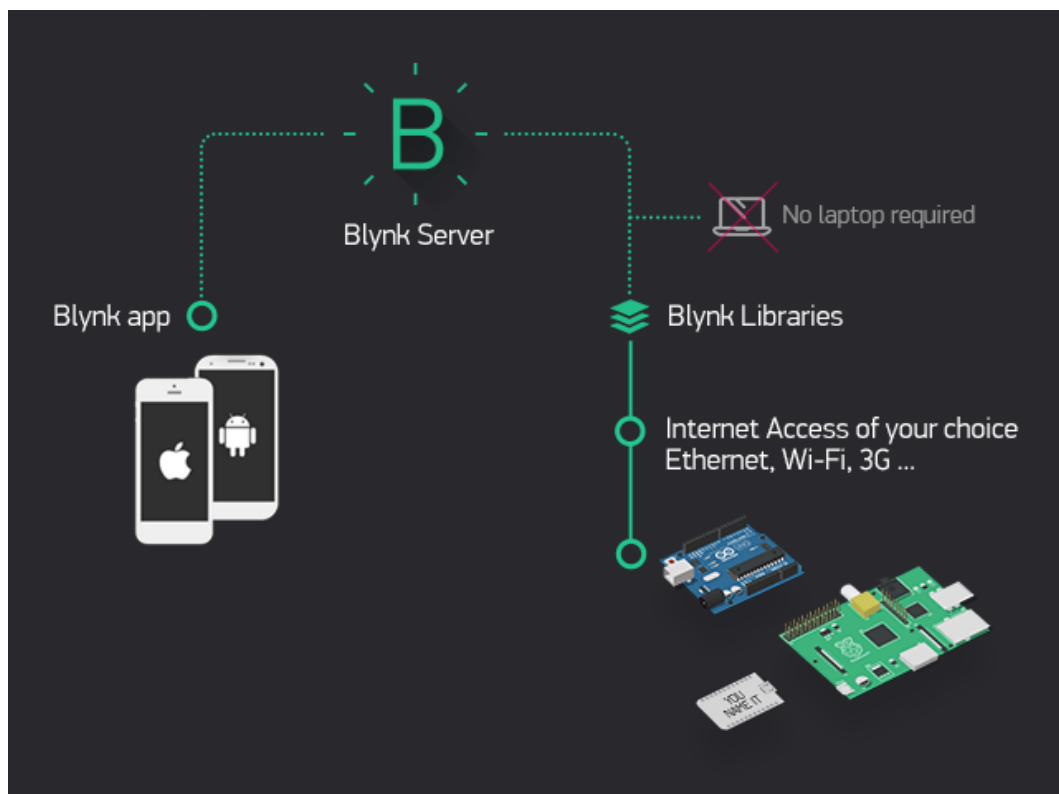 B
Blynk Server
No laptop required
Blynk app
Blynk Libraries
Internet Access of your choice
Ethernet, Wi-Fi, 3G ...
UNO
YOU
NAME IT